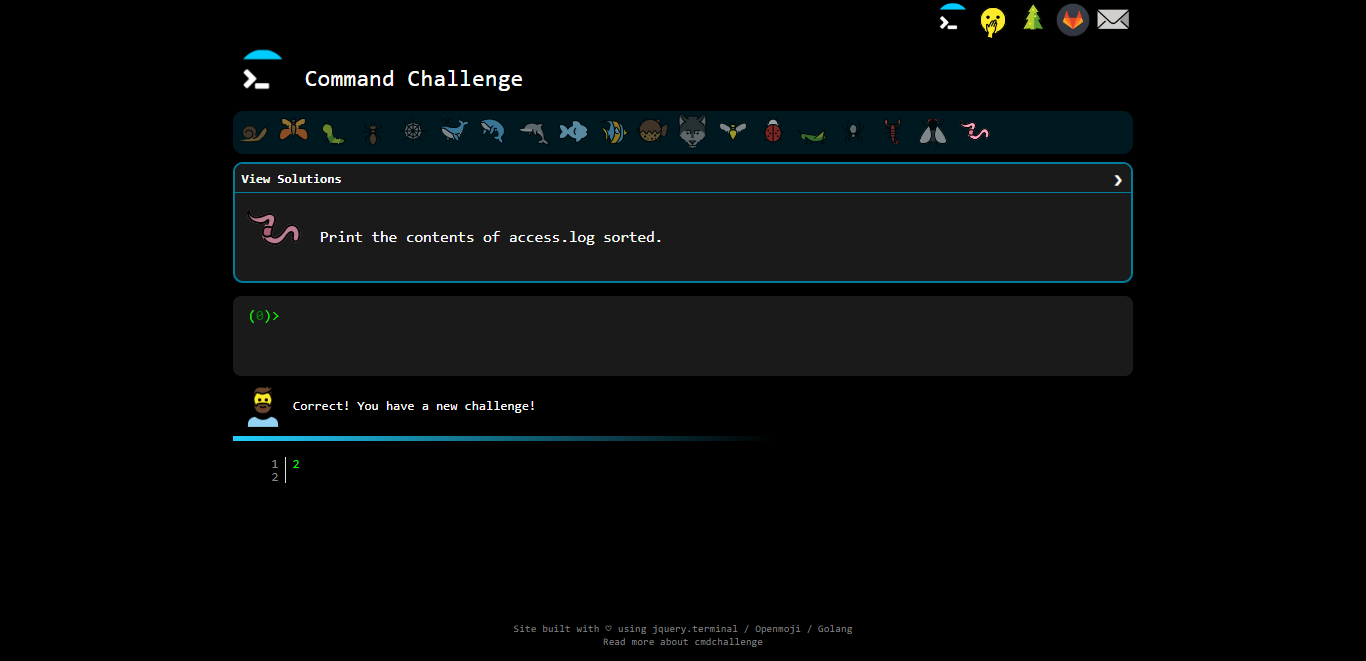 Command Challenge
View Solutions ❯
Print the contents of access.log sorted.
(0)>
Correct! You have a new challenge!
1 2
2
Site built with ♡ using jquery.terminal / Openmoji / Golang
Read more about cmdchallenge